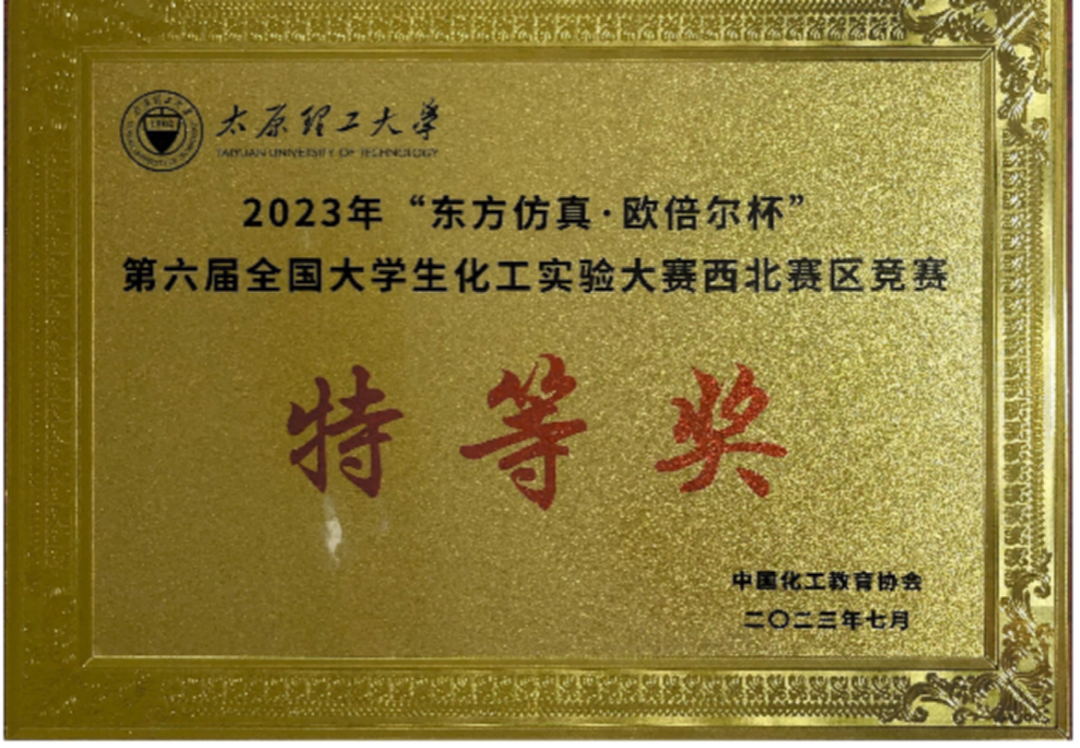 太原理工大學
TAIYUAN UNIVERSITY OF TECHNOLOGY
2023年“东方仿真·欧倍尔杯”
第六届全国大学生化工实验大赛西北赛区竞赛
特等奖
中国化工教育协会
二〇二三年七月